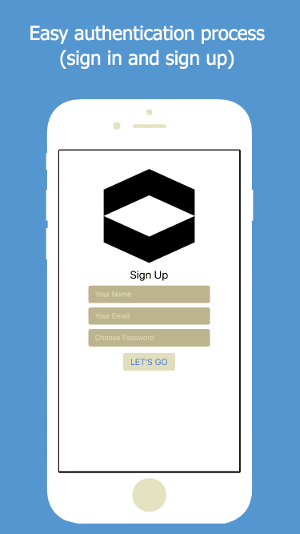 Easy authentication process
(sign in and sign up)
Sign Up
Your Name
Your Email
Choose Password
LET'S GO